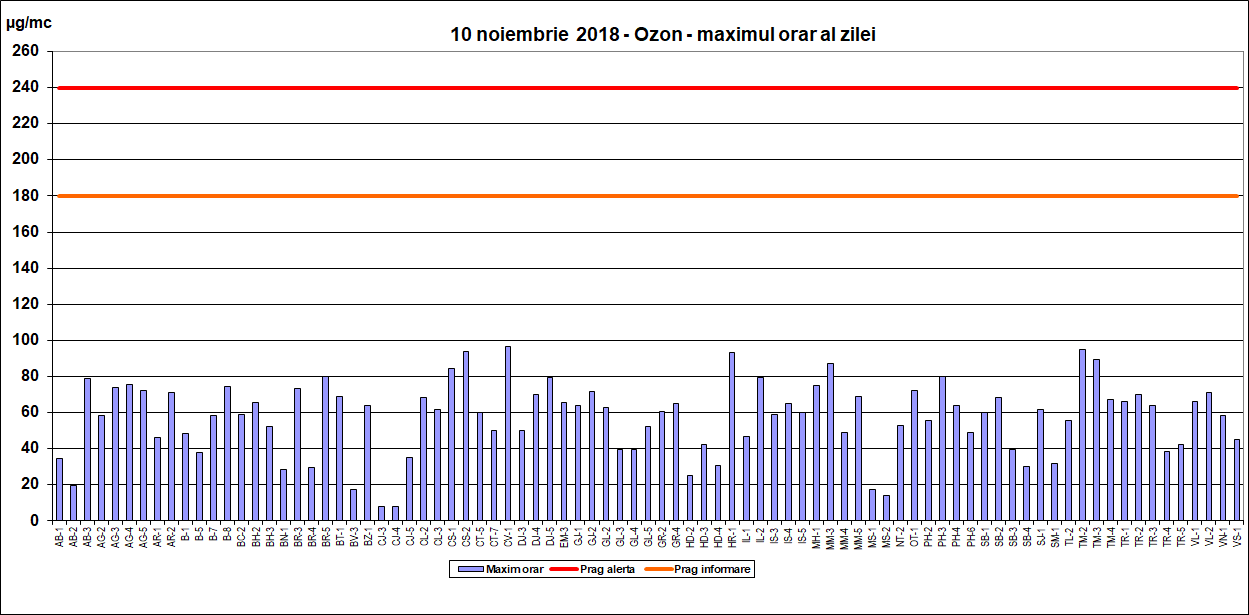 µg/mc
10 noiembrie 2018 - Ozon - maximul orar al zilei
260
240
220
200
180
160
140
120
100
80
60
40
20
0
AB-1
AB-2
AB-3
AG-2
AG-3
AG-4
AG-5
AR-1
AR-2
B-1
B-5
B-7
B-8
BC-2
BH-2
BH-3
BN-1
BR-3
BR-4
BR-5
BT-1
BV-3
BZ-1
CJ-3
CJ-4
CJ-5
CL-2
CL-3
CS-1
CS-2
CT-5
CT-7
CV-1
DJ-3
DJ-4
DJ-5
EM-3
GJ-1
GJ-2
GL-2
GL-3
GL-4
GL-5
GR-2
GR-4
HD-2
HD-3
HD-4
HR-1
IL-1
IL-2
IS-3
IS-4
IS-5
MH-1
MM-3
MM-4
MM-5
MS-1
MS-2
NT-2
OT-1
PH-2
PH-3
PH-4
PH-6
SB-1
SB-2
SB-3
SB-4
SJ-1
SM-1
TL-2
TM-2
TM-3
TM-4
TR-1
TR-2
TR-3
TR-4
TR-5
VL-1
VL-2
VN-1
VS-1
Maxim orar Prag alerta Prag informare